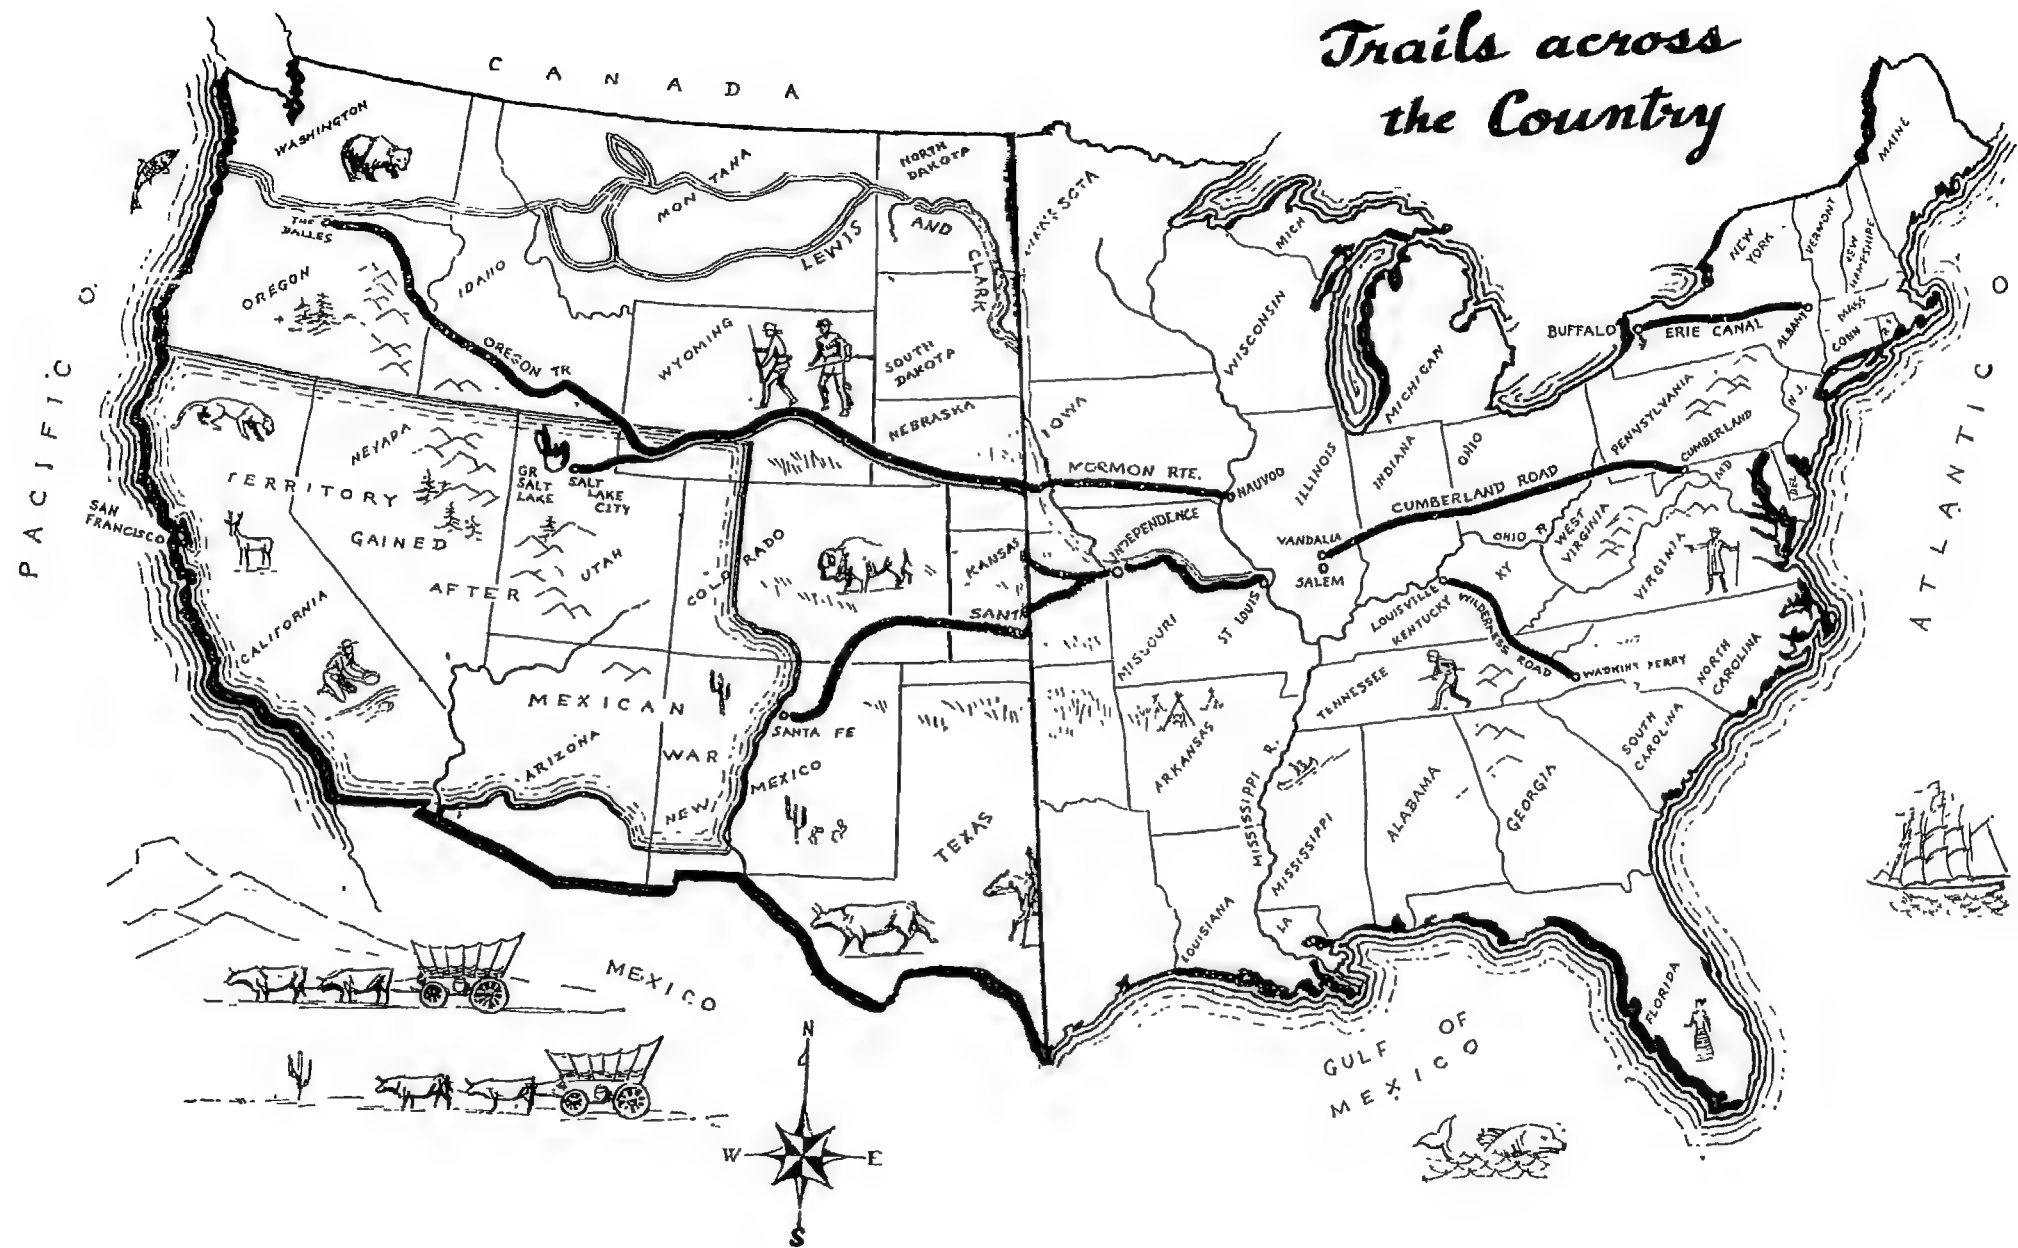 Trails across
the Country
CANADA
PACIFIC O.
ATLANTIC O
WASHINGTON
MONTANA
NORTH
DAKOTA
LEWIS
AND
CLARK
THE
DALLES
OREGON
IDAHO
OREGON TR
WYOMING
SOUTH
DAKOTA
NEBRASKA
IOWA
WISCONSIN
MICH
MICHIGAN
MAINE
VERMONT
NEW
YORK
MASS
CONN
ALBANY
BUFFALO
ERIE CANAL
PENNSYLVANIA
N.J.
CUMBERLAND
MD
DEL
NEVADA
TERRITORY
GAINED
AFTER
MEXICAN
WAR
GR
SALT
LAKE
SALT
LAKE
CITY
UTAH
COLORADO
SAN
FRANCISCO
CALIFORNIA
ARIZONA
NEW
MEXICO
SANTA FE
KANSAS
SANTA
MORMON RTE.
NAUVOO
INDEPENDENCE
MISSOURI
ST LOUIS
ILLINOIS
INDIANA
OHIO
CUMBERLAND ROAD
VANDALIA
SALEM
OHIO R
WEST
VIRGINIA
VIRGINIA
KY
LOUISVILLE
KENTUCKY
WILDERNESS ROAD
WADKINS FERRY
NORTH
CAROLINA
TENNESSEE
SOUTH
CAROLINA
ARKANSAS
MISSISSIPPI R.
MISSISSIPPI
ALABAMA
GEORGIA
TEXAS
LOUISIANA
LA
FLORIDA
MEXICO
GULF OF
MEXICO
N
W
E
S